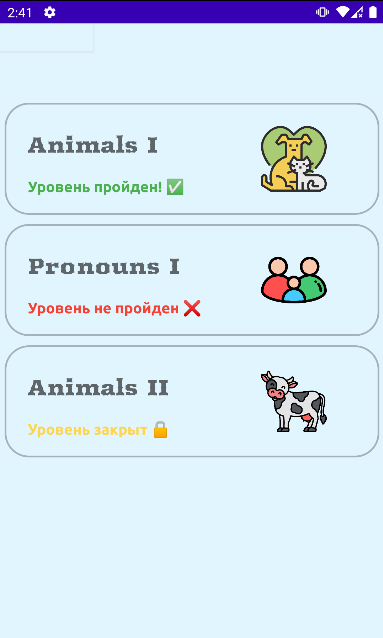 2:41
Animals I
Уровень пройден! ✅
Pronouns I
Уровень не пройден ❌
Animals II
Уровень закрыт 🔒